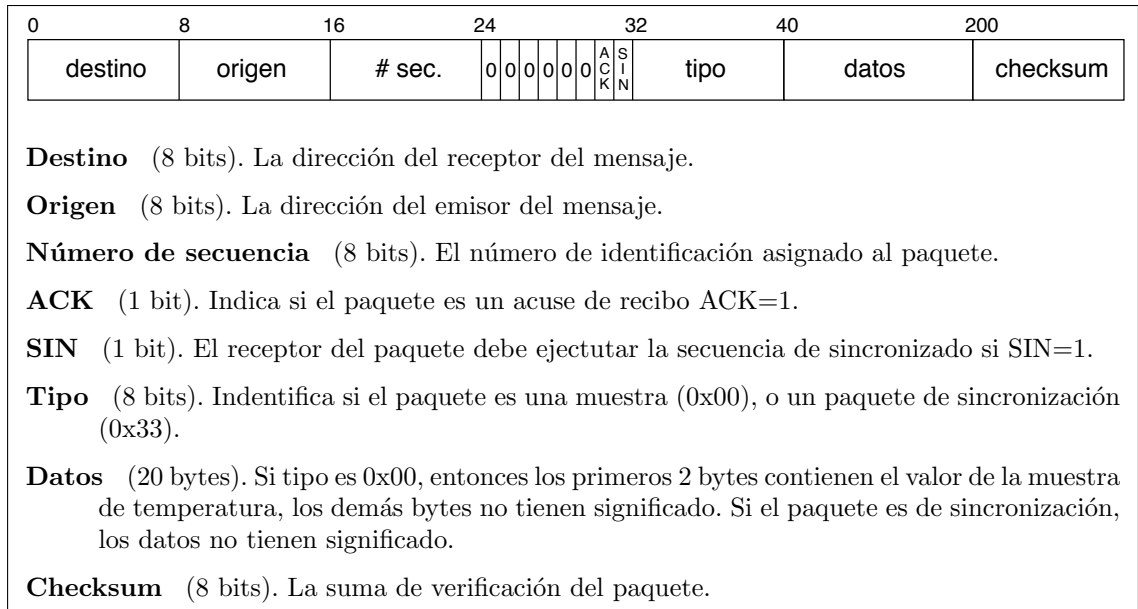 0 8 16 24 32 40 200
destino origen # sec. 0 0 0 0 0 0 ACK SIN tipo datos checksum
Destino (8 bits). La dirección del receptor del mensaje.
Origen (8 bits). La dirección del emisor del mensaje.
Número de secuencia (8 bits). El número de identificación asignado al paquete.
ACK (1 bit). Indica si el paquete es un acuse de recibo ACK=1.
SIN (1 bit). El receptor del paquete debe ejectutar la secuencia de sincronizado si SIN=1.
Tipo (8 bits). Indentifica si el paquete es una muestra (0x00), o un paquete de sincronización
(0x33).
Datos (20 bytes). Si tipo es 0x00, entonces los primeros 2 bytes contienen el valor de la muestra
de temperatura, los demás bytes no tienen significado. Si el paquete es de sincronización,
los datos no tienen significado.
Checksum (8 bits). La suma de verificación del paquete.